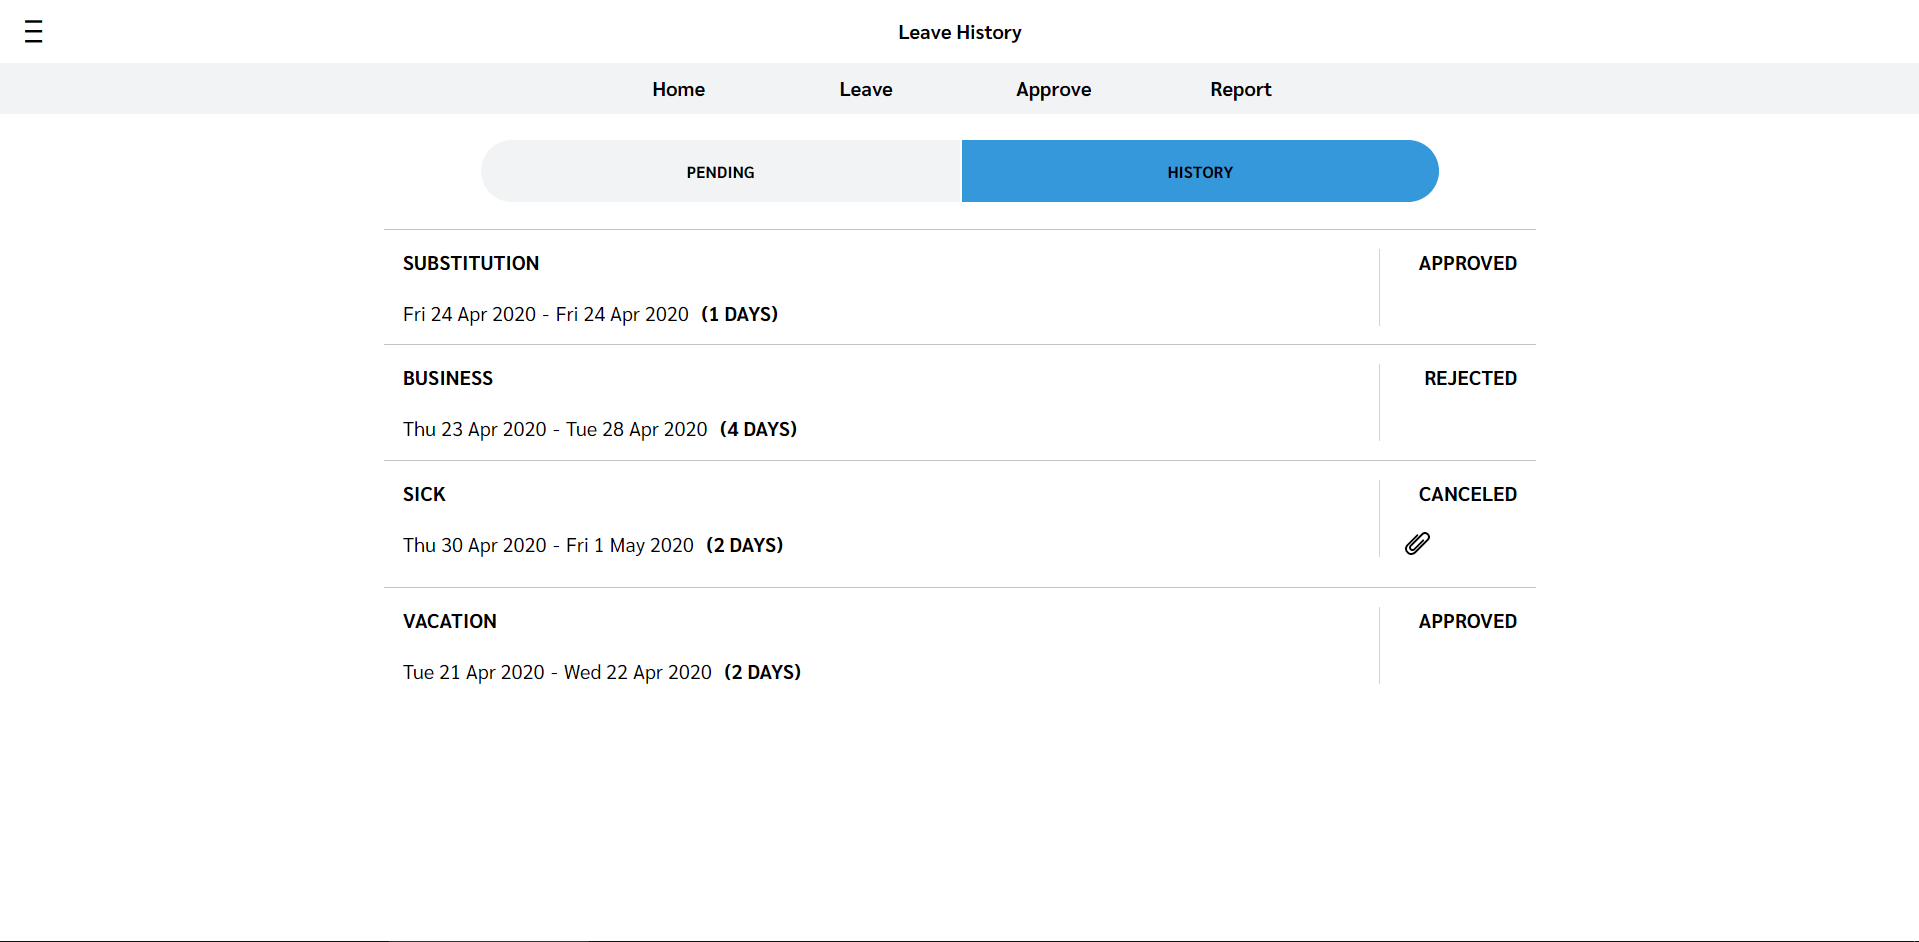 Leave History
Home Leave Approve Report
PENDING HISTORY
SUBSTITUTION APPROVED
Fri 24 Apr 2020 - Fri 24 Apr 2020 (1 DAYS)
BUSINESS REJECTED
Thu 23 Apr 2020 - Tue 28 Apr 2020 (4 DAYS)
SICK CANCELED
Thu 30 Apr 2020 - Fri 1 May 2020 (2 DAYS)
VACATION APPROVED
Tue 21 Apr 2020 - Wed 22 Apr 2020 (2 DAYS)